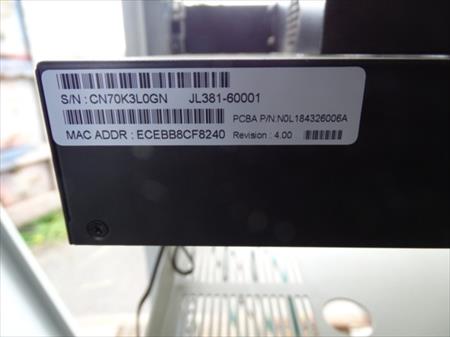 S/N : CN70K3L0GN JL381-60001
PCBA P/N:N0L184326006A
MAC ADDR : ECEBB8CF8240 Revision : 4.00